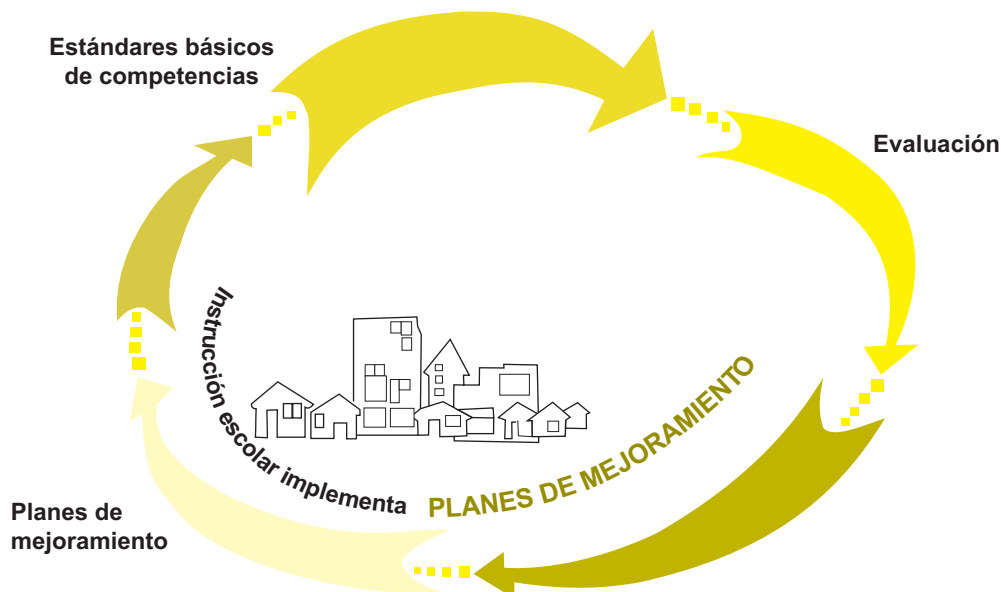 Estándares básicos
de competencias
Evaluación
Instrucción escolar implementa PLANES DE MEJORAMIENTO
Planes de
mejoramiento